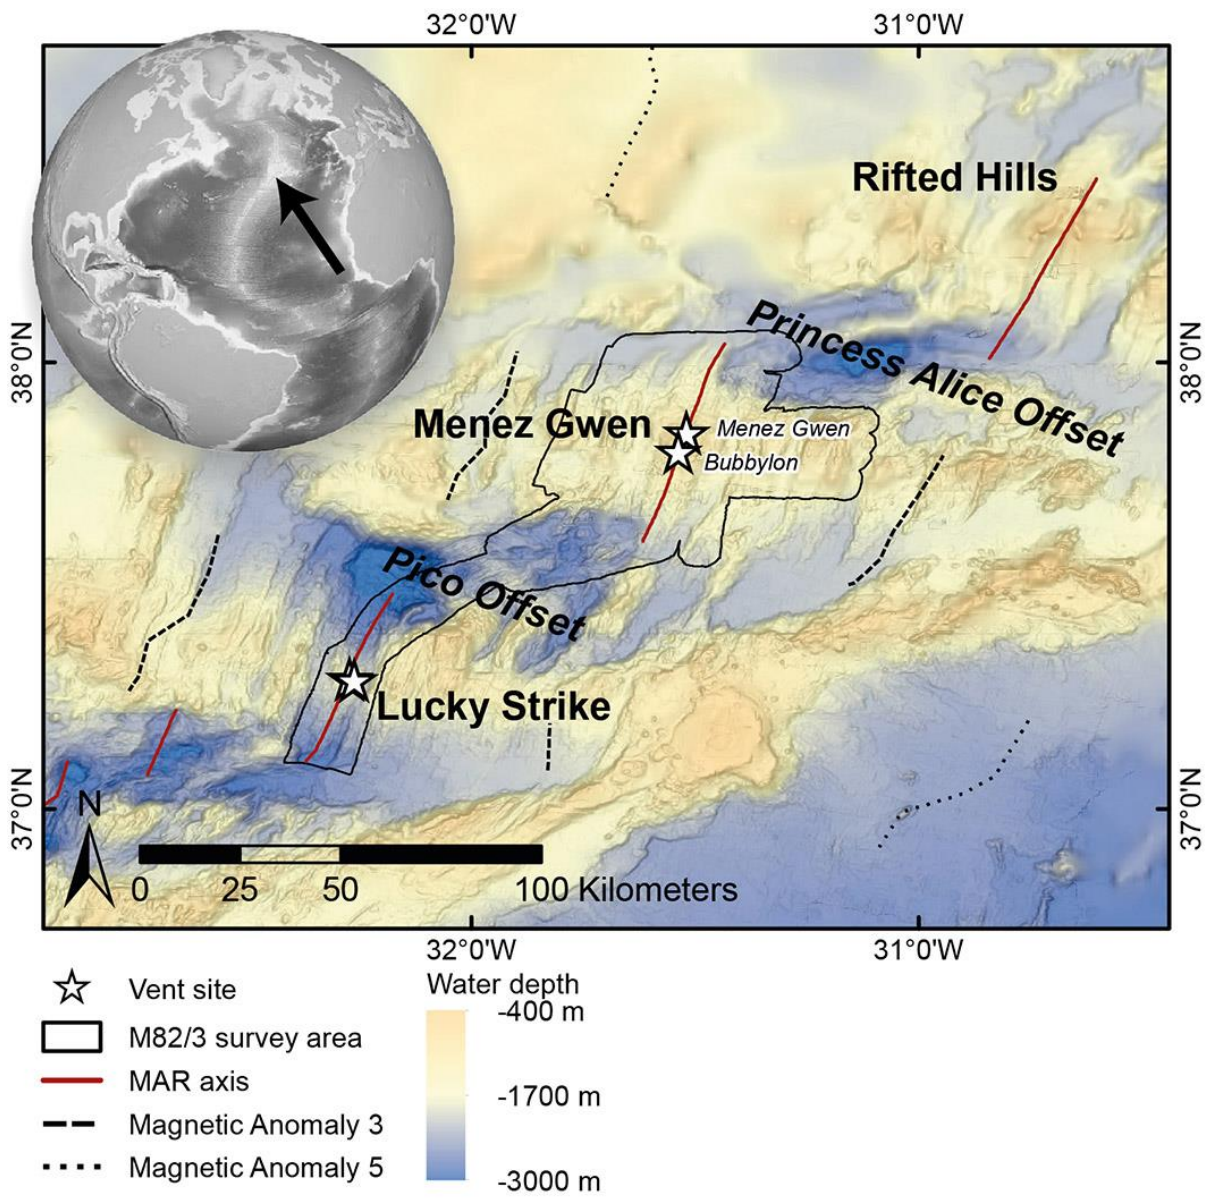 32°0'W 31°0'W
Rifted Hills
38°0'N 38°0'N
Princess Alice Offset
Menez Gwen
Menez Gwen
Bubbylon
Pico Offset
Lucky Strike
37°0'N 37°0'N
N
0 25 50 100 Kilometers
32°0'W 31°0'W
Vent site
M82/3 survey area
MAR axis
Magnetic Anomaly 3
Magnetic Anomaly 5
Water depth
-400 m
-1700 m
-3000 m